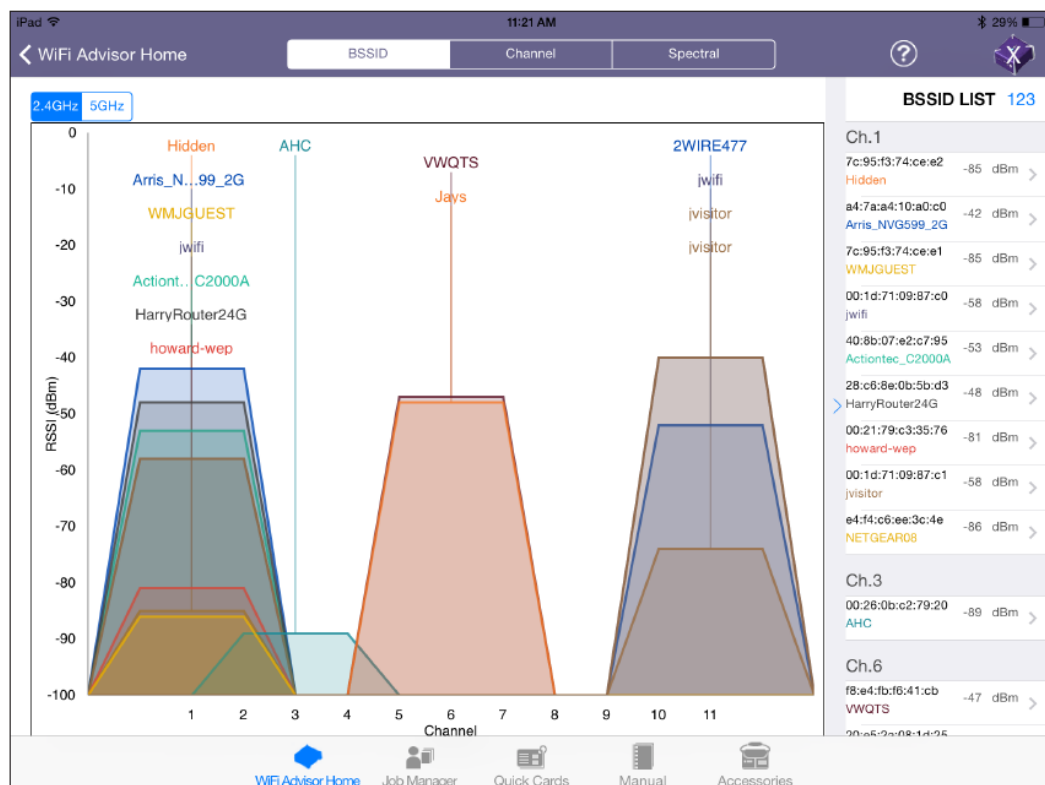 iPad 11:21 AM 29%
WiFi Advisor Home BSSID Channel Spectral ? X
2.4GHz 5GHz
BSSID LIST 123
0
-10
-20
-30
-40
-50
-60
-70
-80
-90
-100
RSSI (dBm)
Hidden
Arris_N...99_2G
WMJGUEST
jwifi
Actiont...C2000A
HarryRouter24G
howard-wep
AHC
VWQTS
Jays
2WIRE477
jwifi
jvisitor
jvisitor
1 2 3 4 5 6 7 8 9 10 11
Channel
Ch.1
7c:95:f3:74:ce:e2 -85 dBm
Hidden
a4:7a:a4:10:a0:c0 -42 dBm
Arris_NVG599_2G
7c:95:f3:74:ce:e1 -85 dBm
WMJGUEST
00:1d:71:09:87:c0 -58 dBm
jwifi
40:8b:07:e2:c7:95 -53 dBm
Actiontec_C2000A
28:c6:8e:0b:5b:d3 -48 dBm
HarryRouter24G
00:21:79:c3:35:76 -81 dBm
howard-wep
00:1d:71:09:87:c1 -58 dBm
jvisitor
e4:f4:c6:ee:3c:4e -86 dBm
NETGEAR08
Ch.3
00:26:0b:c2:79:20 -89 dBm
AHC
Ch.6
f8:e4:fb:f6:41:cb -47 dBm
VWQTS
WiFi Advisor Home Job Manager Quick Cards Manual Accessories